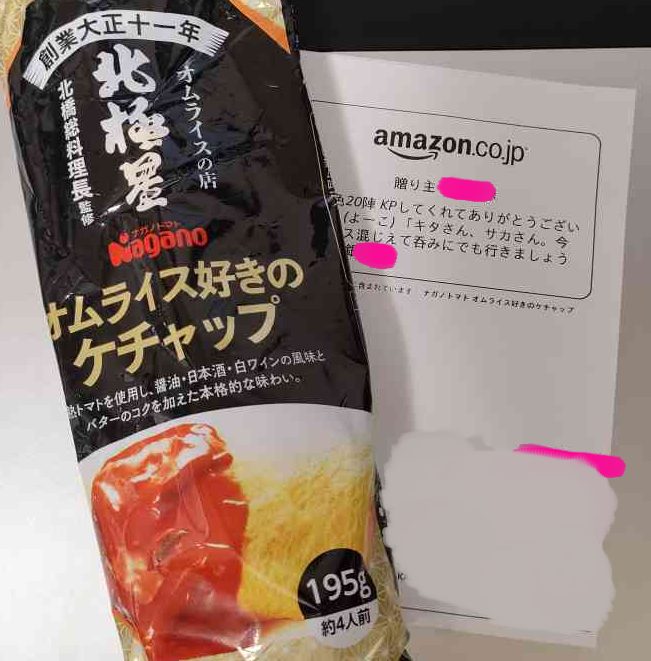 創業大正十一年
オムライスの店
北極星
北橋総料理長監修
ナガノトマト
Nagano
オムライス好きの
ケチャップ
熟トマトを使用し、醤油・日本酒・白ワインの風味と
バターのコクを加えた本格的な味わい。
195g
約4人前
amazon.co.jp
贈り主
20陣 KPしてくれてありがとうござい
(よーこ)「キタさん、サカさん。今
ス混じえて呑みにでも行きましょう
含まれています ナガノトマト オムライス好きのケチャップ